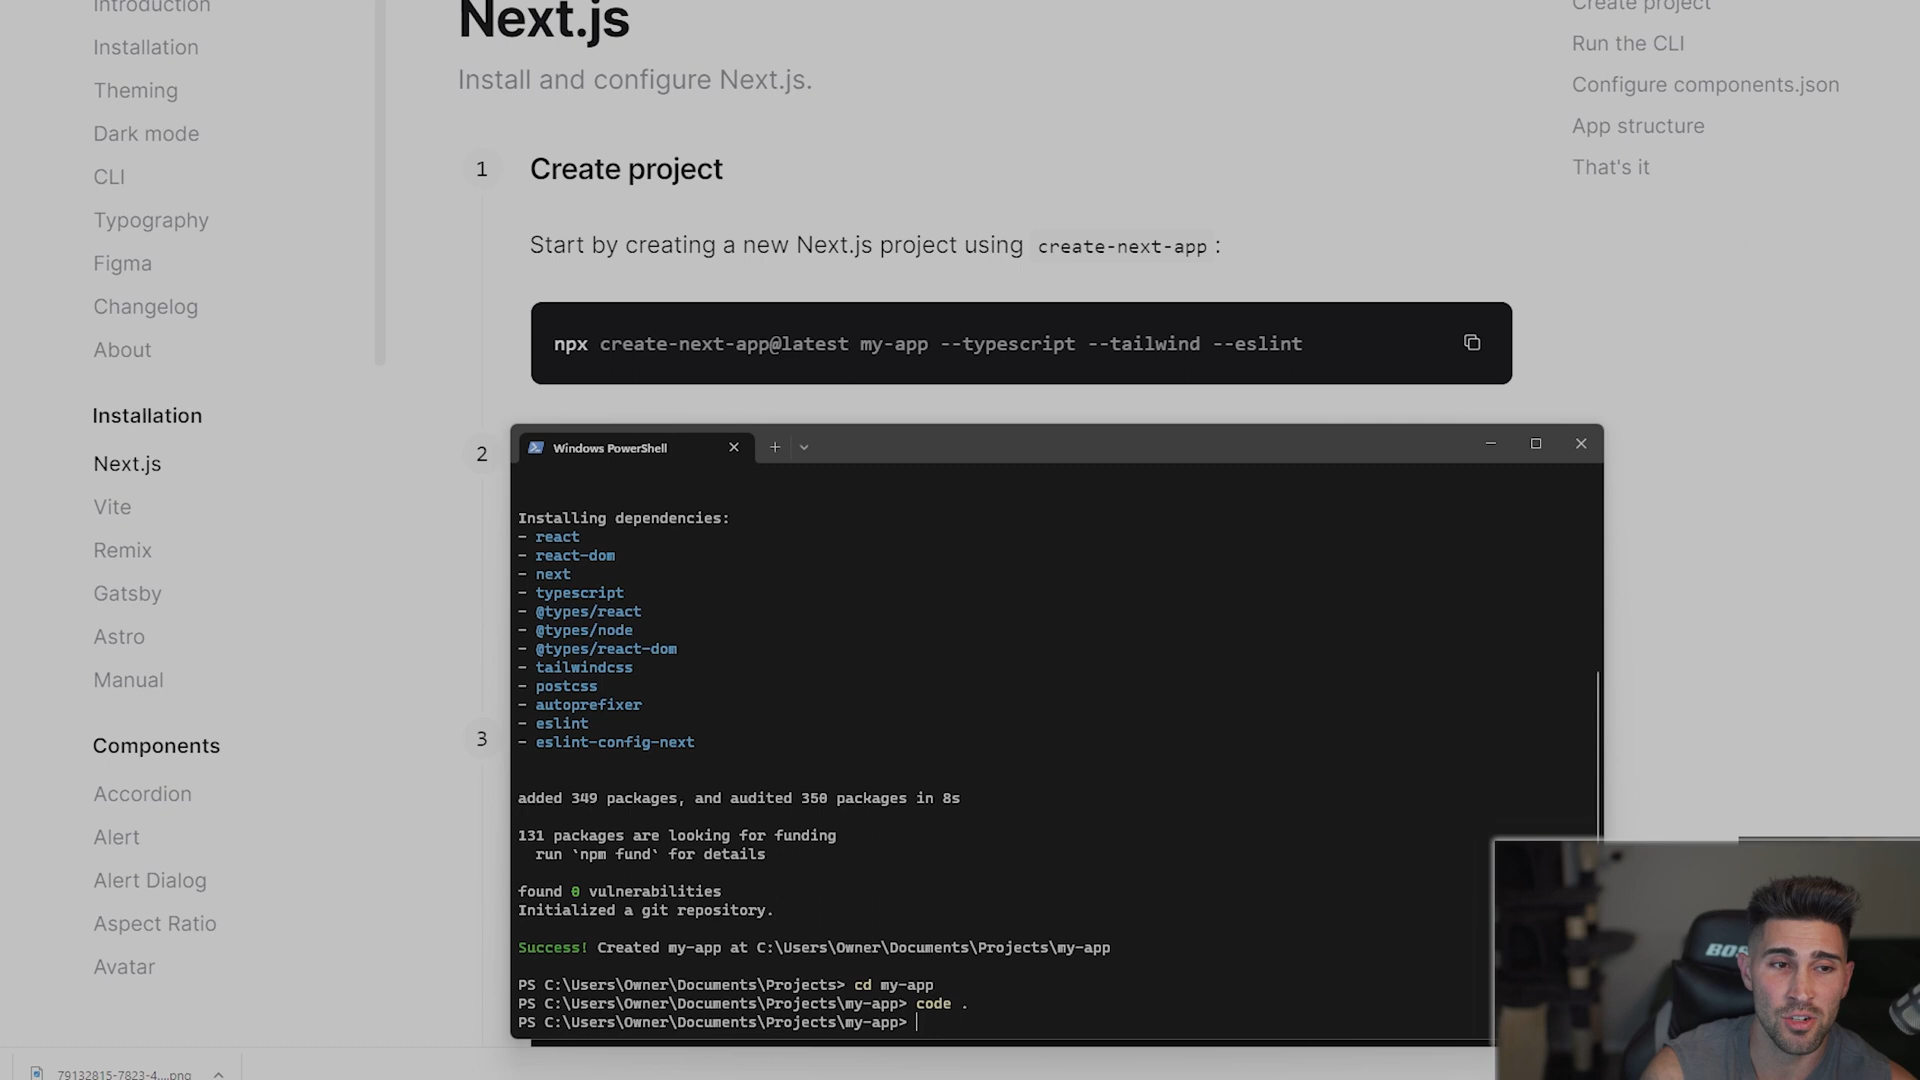 Introduction
Installation
Theming
Dark mode
CLI
Typography
Figma
Changelog
About
Installation
Next.js
Vite
Remix
Gatsby
Astro
Manual
Components
Accordion
Alert
Alert Dialog
Aspect Ratio
Avatar
Next.js
Install and configure Next.js.
1 Create project
Start by creating a new Next.js project using create-next-app:
npx create-next-app@latest my-app --typescript --tailwind --eslint
2
3
Windows PowerShell
Installing dependencies:
- react
- react-dom
- next
- typescript
- @types/react
- @types/node
- @types/react-dom
- tailwindcss
- postcss
- autoprefixer
- eslint
- eslint-config-next
added 349 packages, and audited 350 packages in 8s
131 packages are looking for funding
run `npm fund` for details
found 0 vulnerabilities
Initialized a git repository.
Success! Created my-app at C:\Users\Owner\Documents\Projects\my-app
PS C:\Users\Owner\Documents\Projects> cd my-app
PS C:\Users\Owner\Documents\Projects\my-app> code .
PS C:\Users\Owner\Documents\Projects\my-app>
Create project
Run the CLI
Configure components.json
App structure
That's it
79132815-7823-4....png